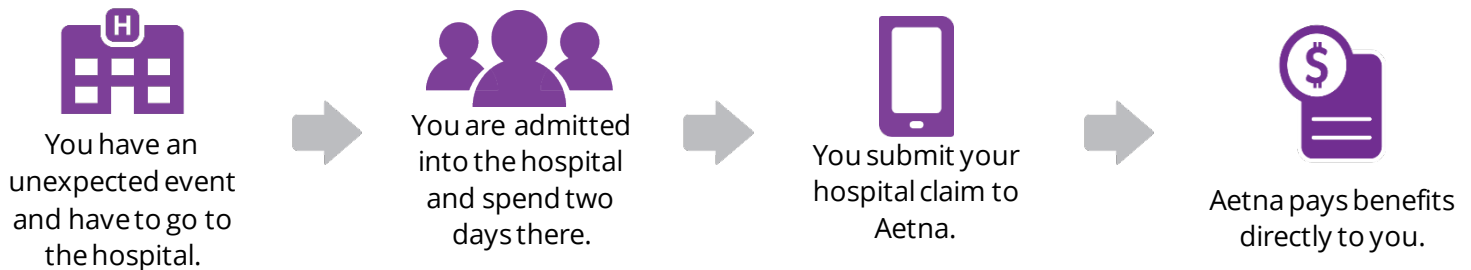 H
You have an
unexpected event
and have to go to
the hospital.
You are admitted
into the hospital
and spend two
days there.
You submit your
hospital claim to
Aetna.
$
Aetna pays benefits
directly to you.